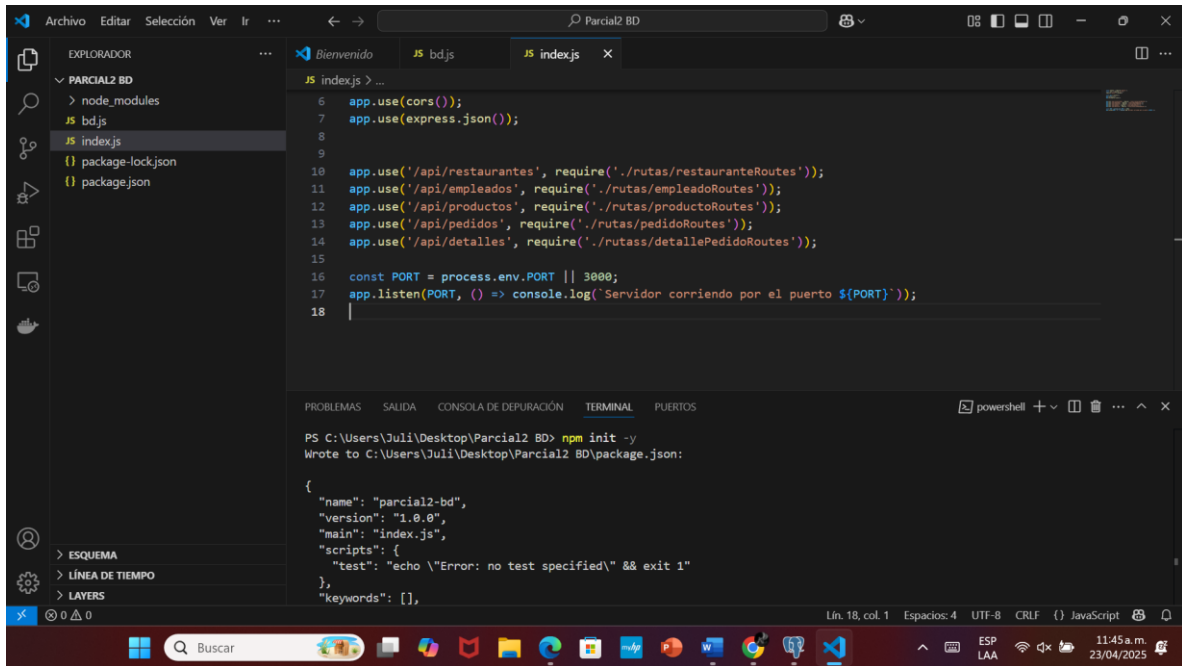 Archivo Editar Selección Ver Ir ··· ← → Parcial2 BD
EXPLORADOR ···
PARCIAL2 BD
> node_modules
JS bd.js
JS index.js
{} package-lock.json
{} package.json
> ESQUEMA
> LÍNEA DE TIEMPO
> LAYERS
Bienvenido JS bd.js JS index.js ×
JS index.js > ...
6 app.use(cors());
7 app.use(express.json());
8
9
10 app.use('/api/restaurantes', require('./rutas/restauranteRoutes'));
11 app.use('/api/empleados', require('./rutas/empleadoRoutes'));
12 app.use('/api/productos', require('./rutas/productoRoutes'));
13 app.use('/api/pedidos', require('./rutas/pedidoRoutes'));
14 app.use('/api/detalles', require('./rutass/detallePedidoRoutes'));
15
16 const PORT = process.env.PORT || 3000;
17 app.listen(PORT, () => console.log(`Servidor corriendo por el puerto ${PORT}`));
18
PROBLEMAS SALIDA CONSOLA DE DEPURACIÓN TERMINAL PUERTOS powershell
PS C:\Users\Juli\Desktop\Parcial2 BD> npm init -y
Wrote to C:\Users\Juli\Desktop\Parcial2 BD\package.json:
{
"name": "parcial2-bd",
"version": "1.0.0",
"main": "index.js",
"scripts": {
"test": "echo \"Error: no test specified\" && exit 1"
},
"keywords": [],
0 0 Lín. 18, col. 1 Espacios: 4 UTF-8 CRLF {} JavaScript
Buscar
ESP
LAA
11:45 a. m.
23/04/2025